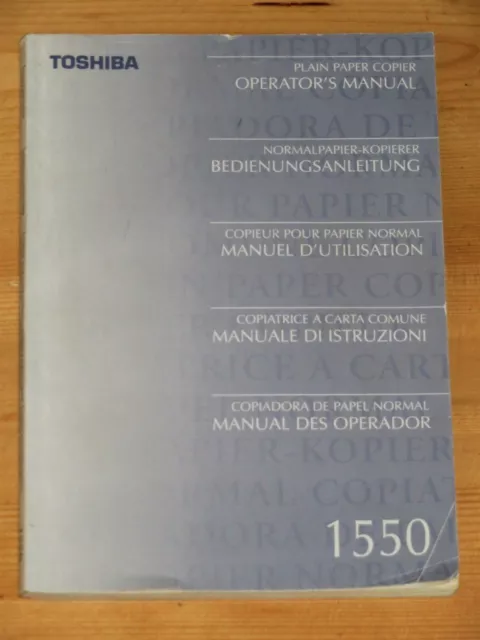 TOSHIBA
PLAIN PAPER COPIER
OPERATOR'S MANUAL
NORMALPAPIER-KOPIERER
BEDIENUNGSANLEITUNG
COPIEUR POUR PAPIER NORMAL
MANUEL D'UTILISATION
COPIATRICE A CARTA COMUNE
MANUALE DI ISTRUZIONI
COPIADORA DE PAPEL NORMAL
MANUAL DES OPERADOR
1550